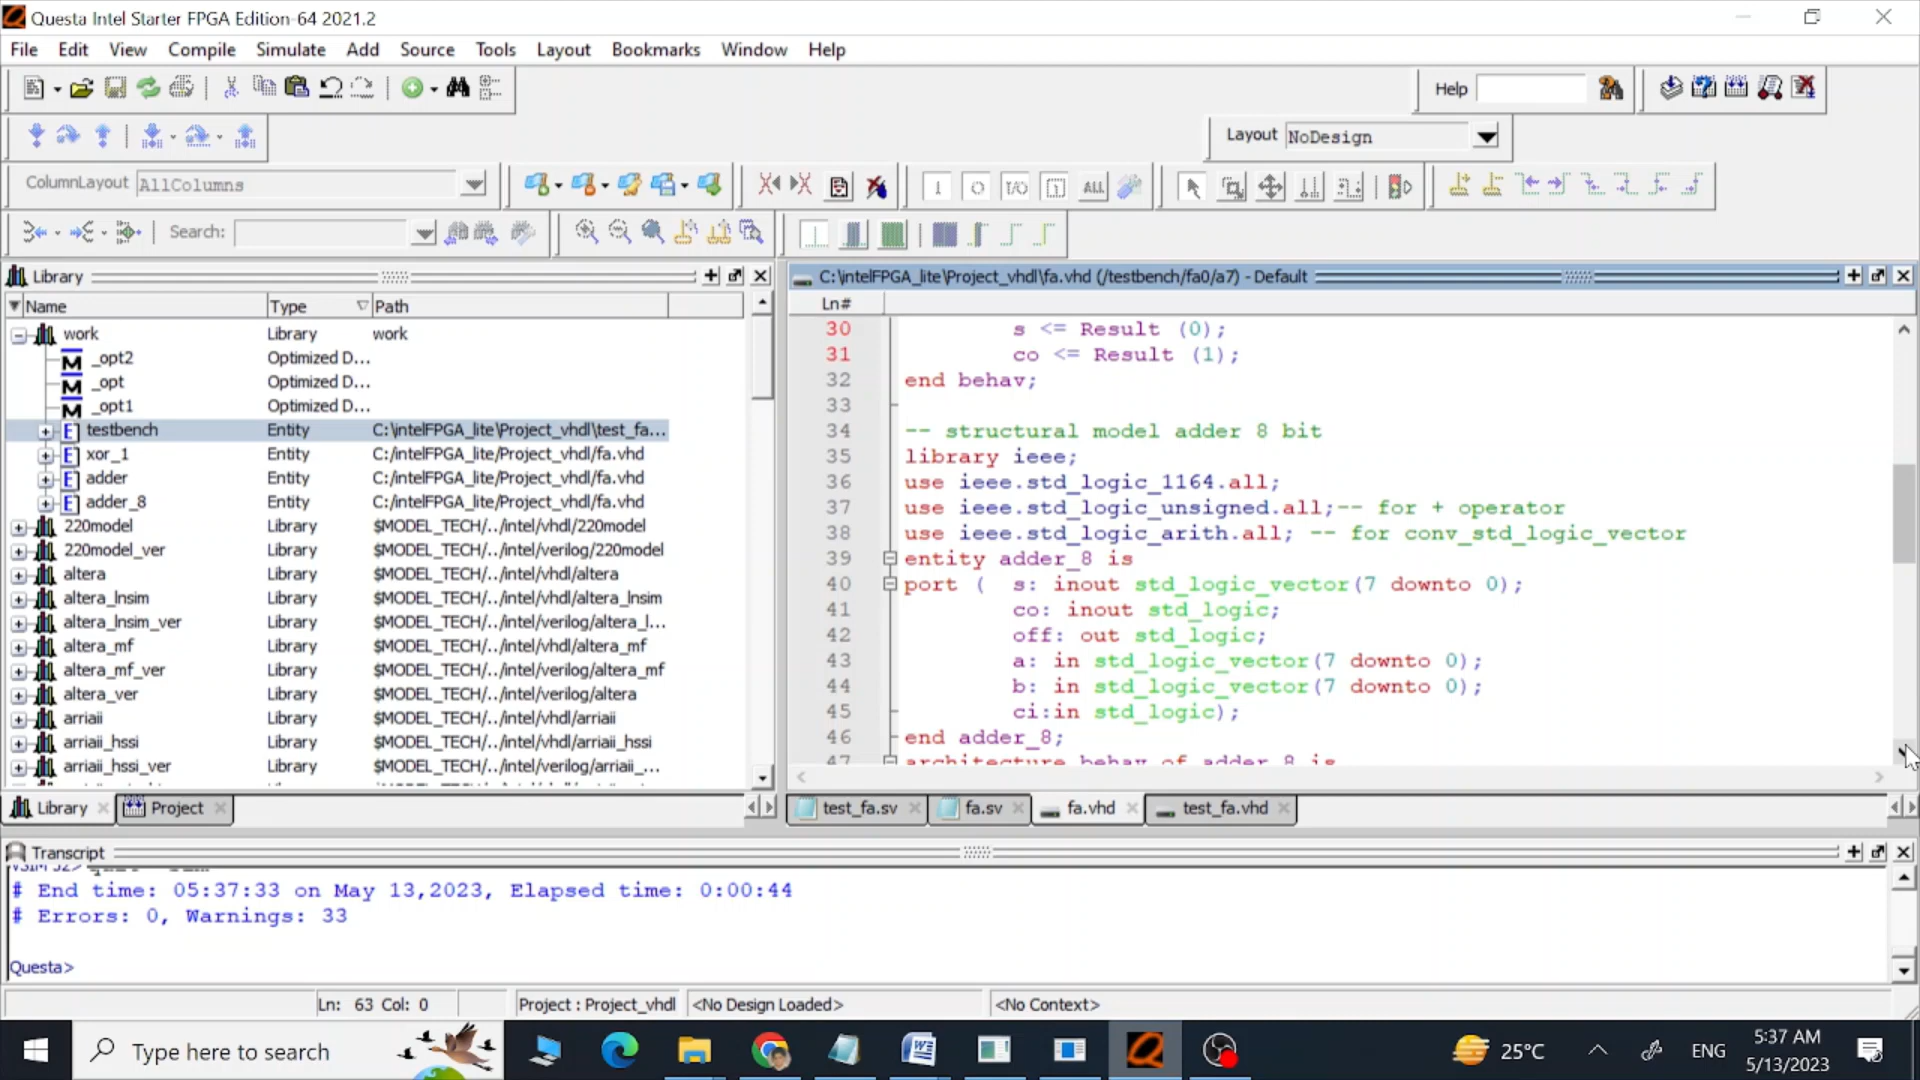 Questa Intel Starter FPGA Edition-64 2021.2
File Edit View Compile Simulate Add Source Tools Layout Bookmarks Window Help
Help
Layout NoDesign
ColumnLayout AllColumns
ALL
Search:
Library
Name Type Path
work Library work
_opt2 Optimized D...
_opt Optimized D...
_opt1 Optimized D...
testbench Entity C:\intelFPGA_lite\Project_vhdl\test_fa...
xor_1 Entity C:/intelFPGA_lite/Project_vhdl/fa.vhd
adder Entity C:/intelFPGA_lite/Project_vhdl/fa.vhd
adder_8 Entity C:/intelFPGA_lite/Project_vhdl/fa.vhd
220model Library $MODEL_TECH/../intel/vhdl/220model
220model_ver Library $MODEL_TECH/../intel/verilog/220model
altera Library $MODEL_TECH/../intel/vhdl/altera
altera_lnsim Library $MODEL_TECH/../intel/vhdl/altera_lnsim
altera_lnsim_ver Library $MODEL_TECH/../intel/verilog/altera_l...
altera_mf Library $MODEL_TECH/../intel/vhdl/altera_mf
altera_mf_ver Library $MODEL_TECH/../intel/verilog/altera_mf
altera_ver Library $MODEL_TECH/../intel/verilog/altera
arriaii Library $MODEL_TECH/../intel/vhdl/arriaii
arriaii_hssi Library $MODEL_TECH/../intel/vhdl/arriaii_hssi
arriaii_hssi_ver Library $MODEL_TECH/../intel/verilog/arriaii_...
Library Project
C:\intelFPGA_lite\Project_vhdl\fa.vhd (/testbench/fa0/a7) - Default
Ln#
30 s <= Result (0);
31 co <= Result (1);
32 end behav;
33
34 -- structural model adder 8 bit
35 library ieee;
36 use ieee.std_logic_1164.all;
37 use ieee.std_logic_unsigned.all;-- for + operator
38 use ieee.std_logic_arith.all; -- for conv_std_logic_vector
39 entity adder_8 is
40 port ( s: inout std_logic_vector(7 downto 0);
41 co: inout std_logic;
42 off: out std_logic;
43 a: in std_logic_vector(7 downto 0);
44 b: in std_logic_vector(7 downto 0);
45 ci:in std_logic);
46 end adder_8;
47 architecture behav of adder_8 is
test_fa.sv fa.sv fa.vhd test_fa.vhd
Transcript
# End time: 05:37:33 on May 13,2023, Elapsed time: 0:00:44
# Errors: 0, Warnings: 33
Questa>
Ln: 63 Col: 0 Project : Project_vhdl <No Design Loaded> <No Context>
Type here to search
25°C ENG 5:37 AM
5/13/2023